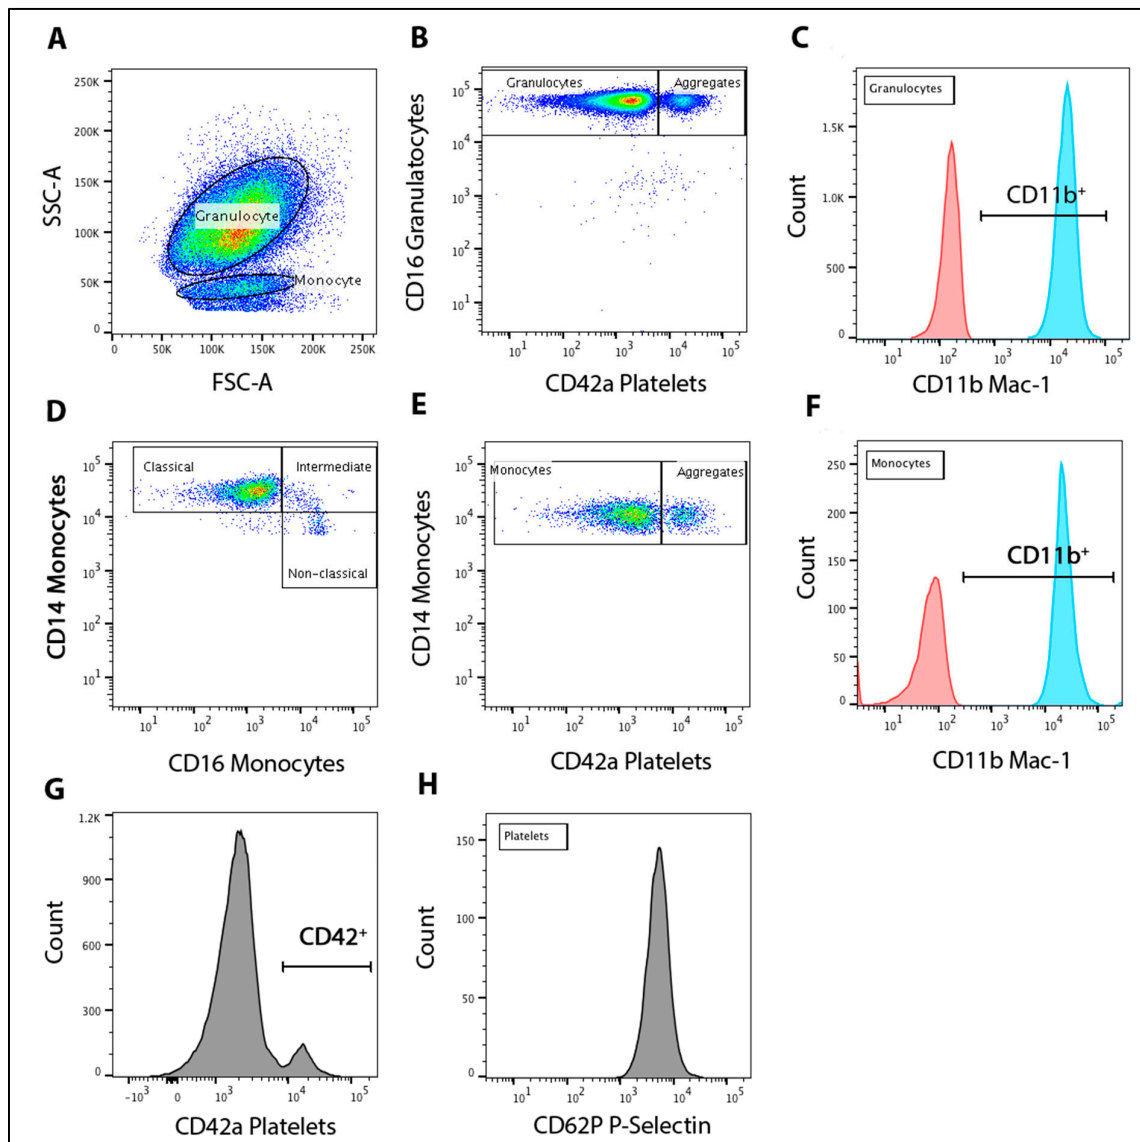 A
B
C
250K
200K
150K
100K
50K
0
SSC-A
Granulocyte
Monocyte
0 50K 100K 150K 200K 250K
FSC-A
CD16 Granulatocytes
10^5
10^4
10^3
10^2
10^1
Granulocytes Aggregates
10^1 10^2 10^3 10^4 10^5
CD42a Platelets
Count
1.5K
1.0K
500
0
Granulocytes
CD11b+
10^1 10^2 10^3 10^4 10^5
CD11b Mac-1
D
E
F
CD14 Monocytes
10^5
10^4
10^3
10^2
10^1
Classical Intermediate
Non-classical
10^1 10^2 10^3 10^4 10^5
CD16 Monocytes
CD14 Monocytes
10^5
10^4
10^3
10^2
10^1
Monocytes Aggregates
10^1 10^2 10^3 10^4 10^5
CD42a Platelets
Count
250
200
150
100
50
0
Monocytes
CD11b+
10^1 10^2 10^3 10^4 10^5
CD11b Mac-1
G
H
Count
1.2K
900
600
300
0
CD42+
-10^3 0 10^3 10^4 10^5
CD42a Platelets
Count
150
100
50
0
Platelets
10^1 10^2 10^3 10^4 10^5
CD62P P-Selectin